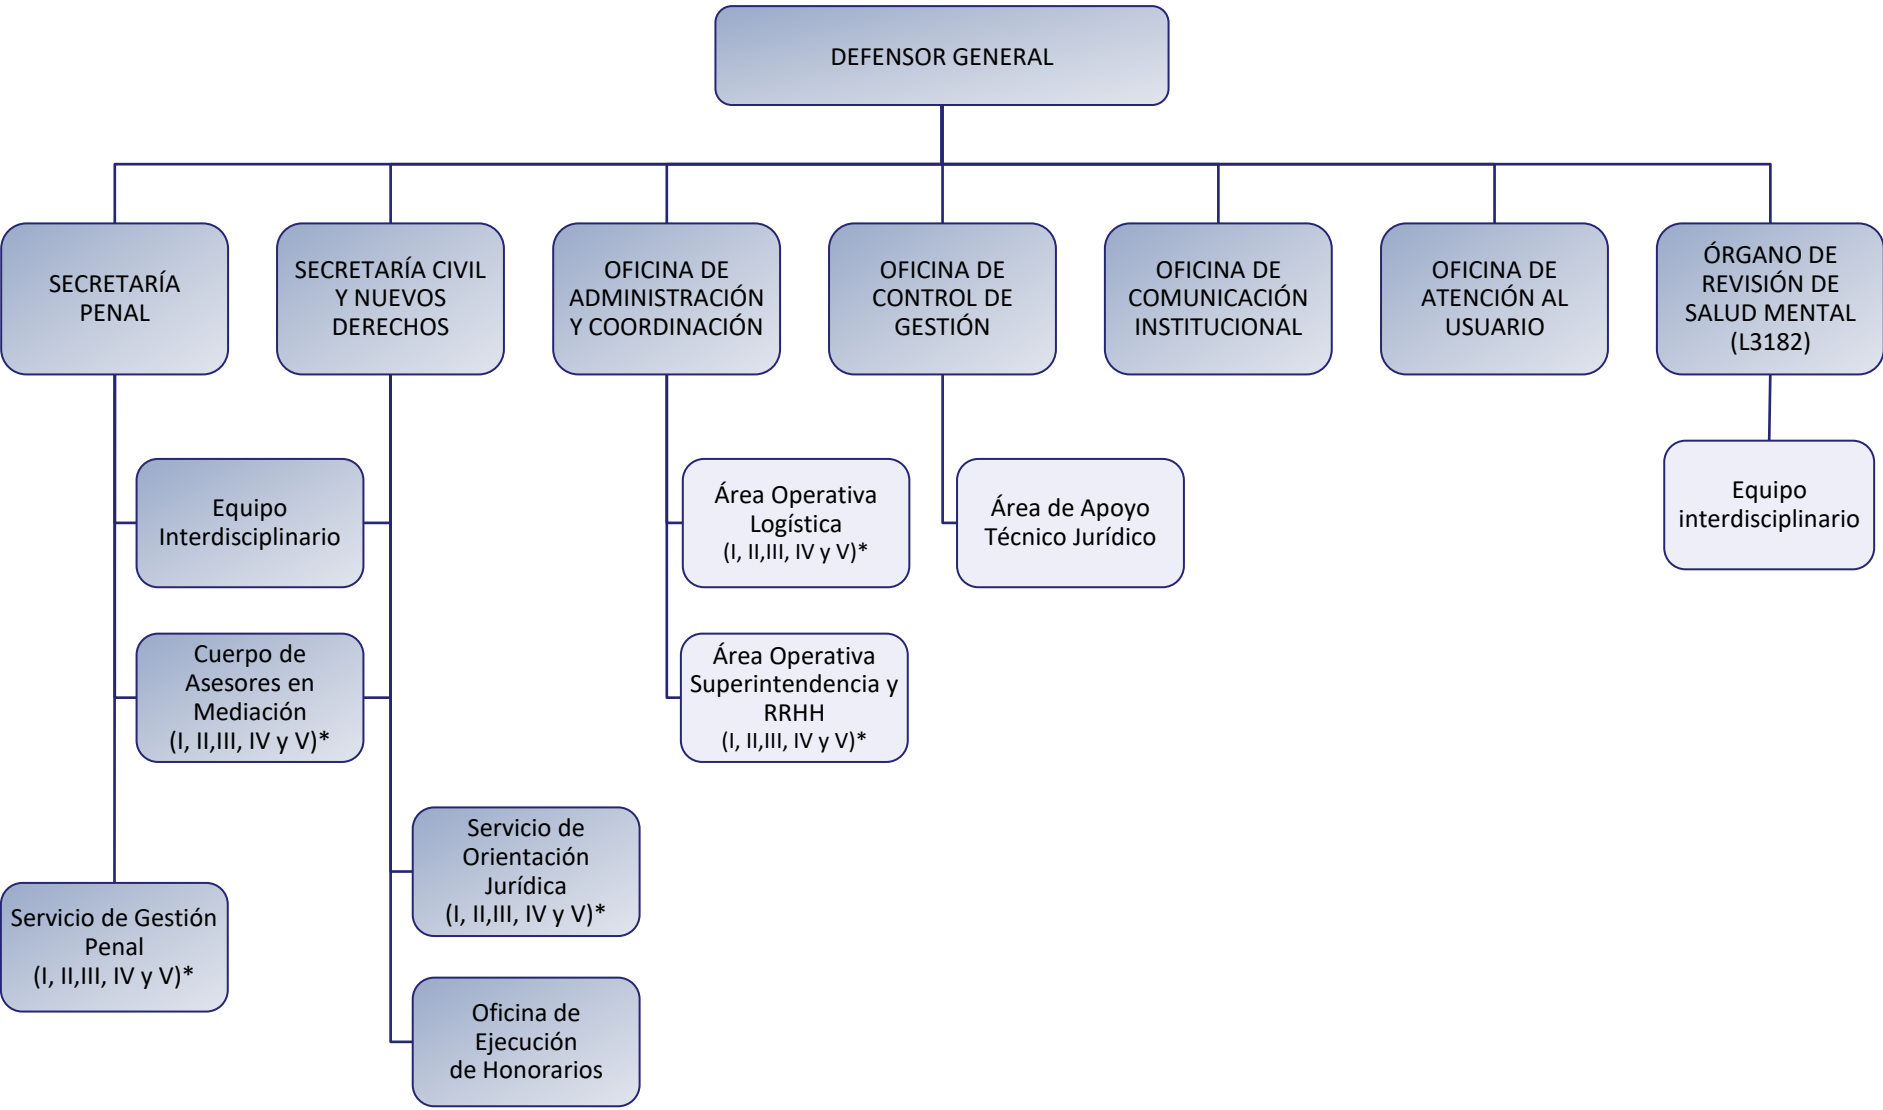 DEFENSOR GENERAL
SECRETARÍA
PENAL
SECRETARÍA CIVIL
Y NUEVOS
DERECHOS
OFICINA DE
ADMINISTRACIÓN
Y COORDINACIÓN
OFICINA DE
CONTROL DE
GESTIÓN
OFICINA DE
COMUNICACIÓN
INSTITUCIONAL
OFICINA DE
ATENCIÓN AL
USUARIO
ÓRGANO DE
REVISIÓN DE
SALUD MENTAL
(L3182)
Equipo
Interdisciplinario
Área Operativa
Logística
(I, II,III, IV y V)*
Área de Apoyo
Técnico Jurídico
Equipo
interdisciplinario
Cuerpo de
Asesores en
Mediación
(I, II,III, IV y V)*
Área Operativa
Superintendencia y
RRHH
(I, II,III, IV y V)*
Servicio de
Orientación
Jurídica
(I, II,III, IV y V)*
Servicio de Gestión
Penal
(I, II,III, IV y V)*
Oficina de
Ejecución
de Honorarios